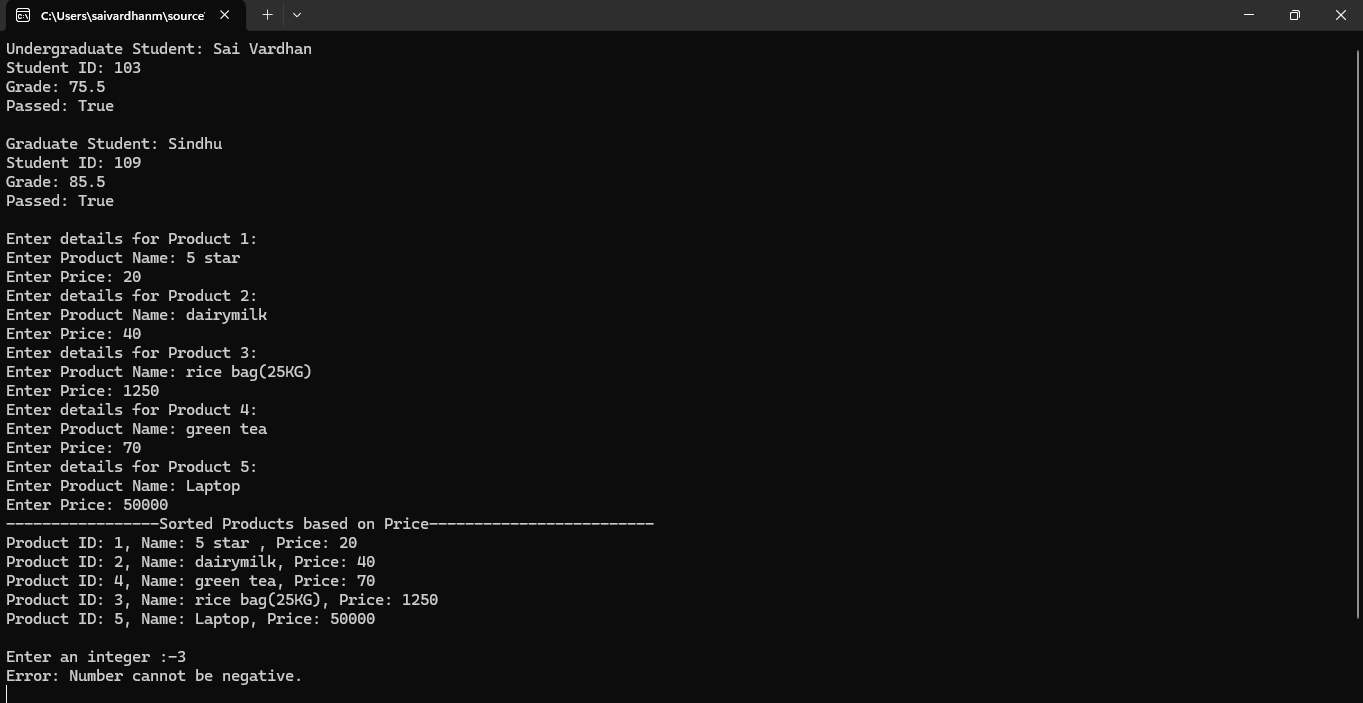 C:\Users\saivardhanm\source'
Undergraduate Student: Sai Vardhan
Student ID: 103
Grade: 75.5
Passed: True
Graduate Student: Sindhu
Student ID: 109
Grade: 85.5
Passed: True
Enter details for Product 1:
Enter Product Name: 5 star
Enter Price: 20
Enter details for Product 2:
Enter Product Name: dairymilk
Enter Price: 40
Enter details for Product 3:
Enter Product Name: rice bag(25KG)
Enter Price: 1250
Enter details for Product 4:
Enter Product Name: green tea
Enter Price: 70
Enter details for Product 5:
Enter Product Name: Laptop
Enter Price: 50000
-----------------Sorted Products based on Price-------------------------
Product ID: 1, Name: 5 star , Price: 20
Product ID: 2, Name: dairymilk, Price: 40
Product ID: 4, Name: green tea, Price: 70
Product ID: 3, Name: rice bag(25KG), Price: 1250
Product ID: 5, Name: Laptop, Price: 50000
Enter an integer :-3
Error: Number cannot be negative.